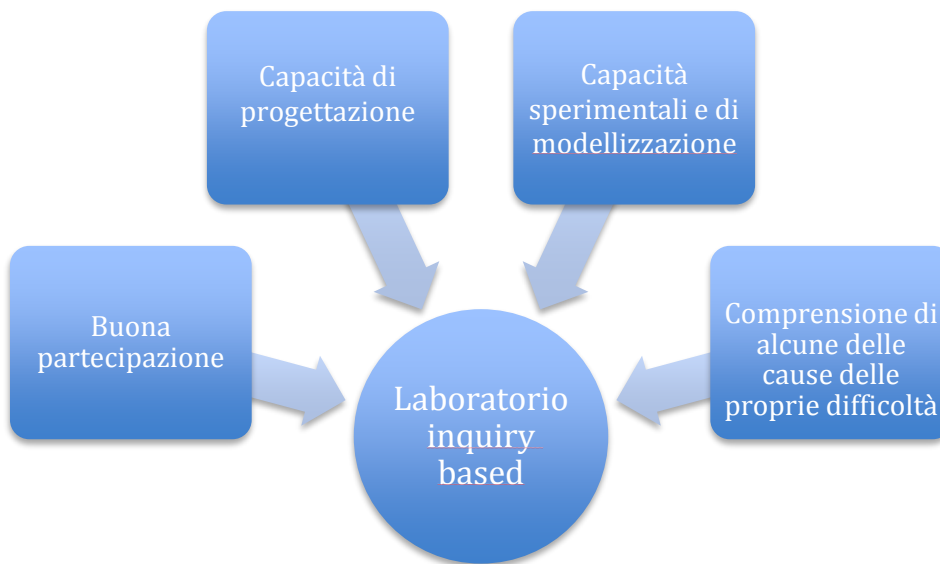 Capacità di
progettazione
Capacità
sperimentali e di
modellizzazione
Buona
partecipazione
Comprensione di
alcune delle
cause delle
proprie difficoltà
Laboratorio
inquiry
based